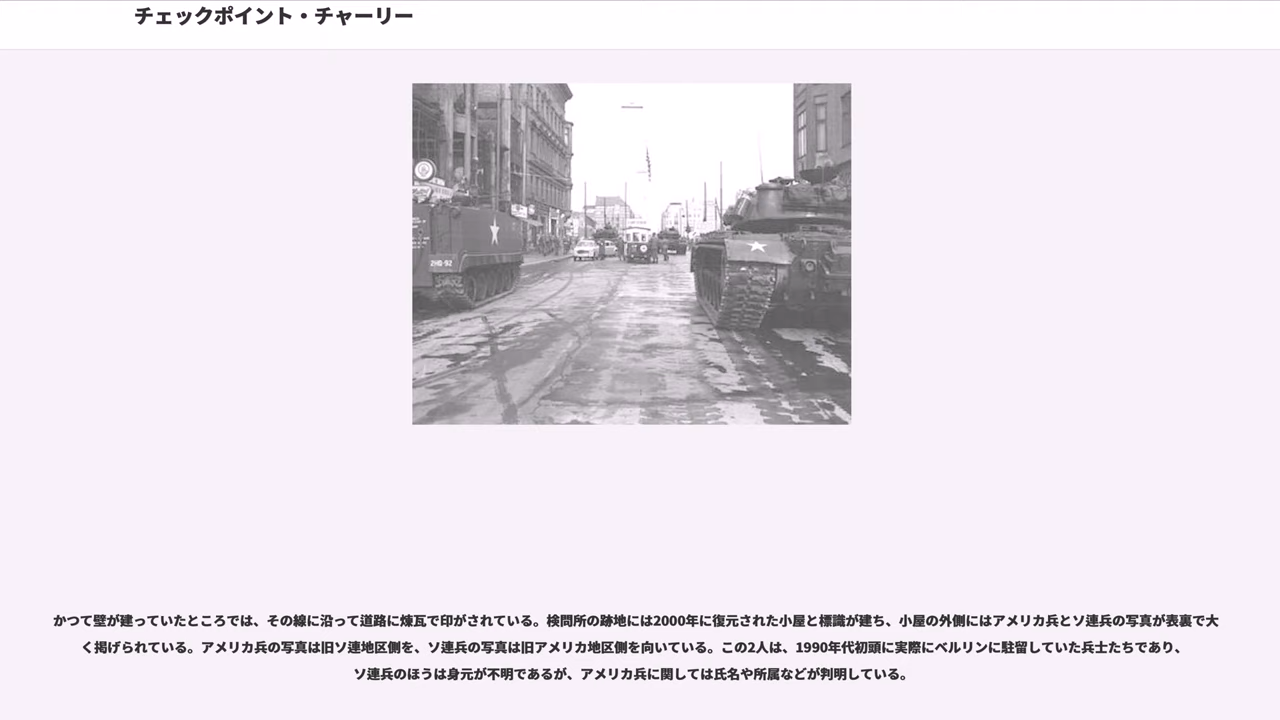 チェックポイント・チャーリー
2HQ-92
かつて壁が建っていたところでは、その線に沿って道路に煉瓦で印がされている。検問所の跡地には2000年に復元された小屋と標識が建ち、小屋の外側にはアメリカ兵とソ連兵の写真が表裏で大
く掲げられている。アメリカ兵の写真は旧ソ連地区側を、ソ連兵の写真は旧アメリカ地区側を向いている。この2人は、1990年代初頭に実際にベルリンに駐留していた兵士たちであり、
ソ連兵のほうは身元が不明であるが、アメリカ兵に関しては氏名や所属などが判明している。